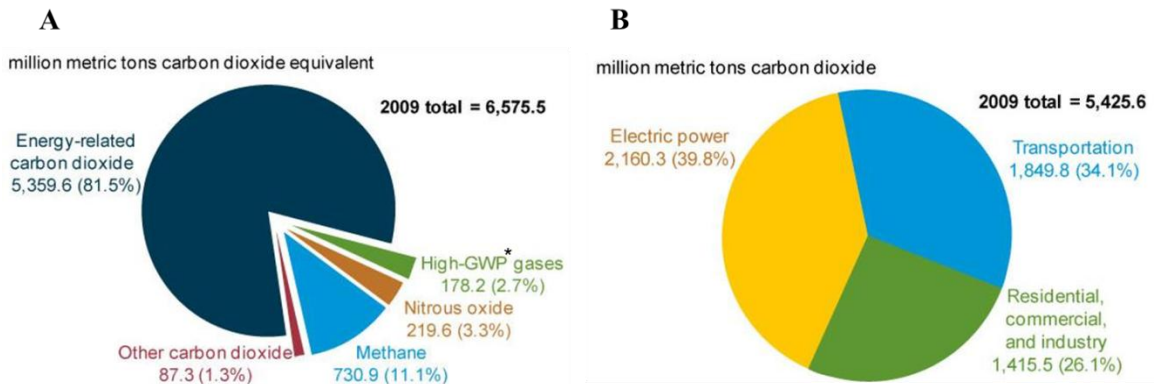 A
million metric tons carbon dioxide equivalent
2009 total = 6,575.5
Energy-related
carbon dioxide
5,359.6 (81.5%)
High-GWP* gases
178.2 (2.7%)
Nitrous oxide
219.6 (3.3%)
Methane
730.9 (11.1%)
Other carbon dioxide
87.3 (1.3%)
B
million metric tons carbon dioxide
2009 total = 5,425.6
Electric power
2,160.3 (39.8%)
Transportation
1,849.8 (34.1%)
Residential,
commercial,
and industry
1,415.5 (26.1%)